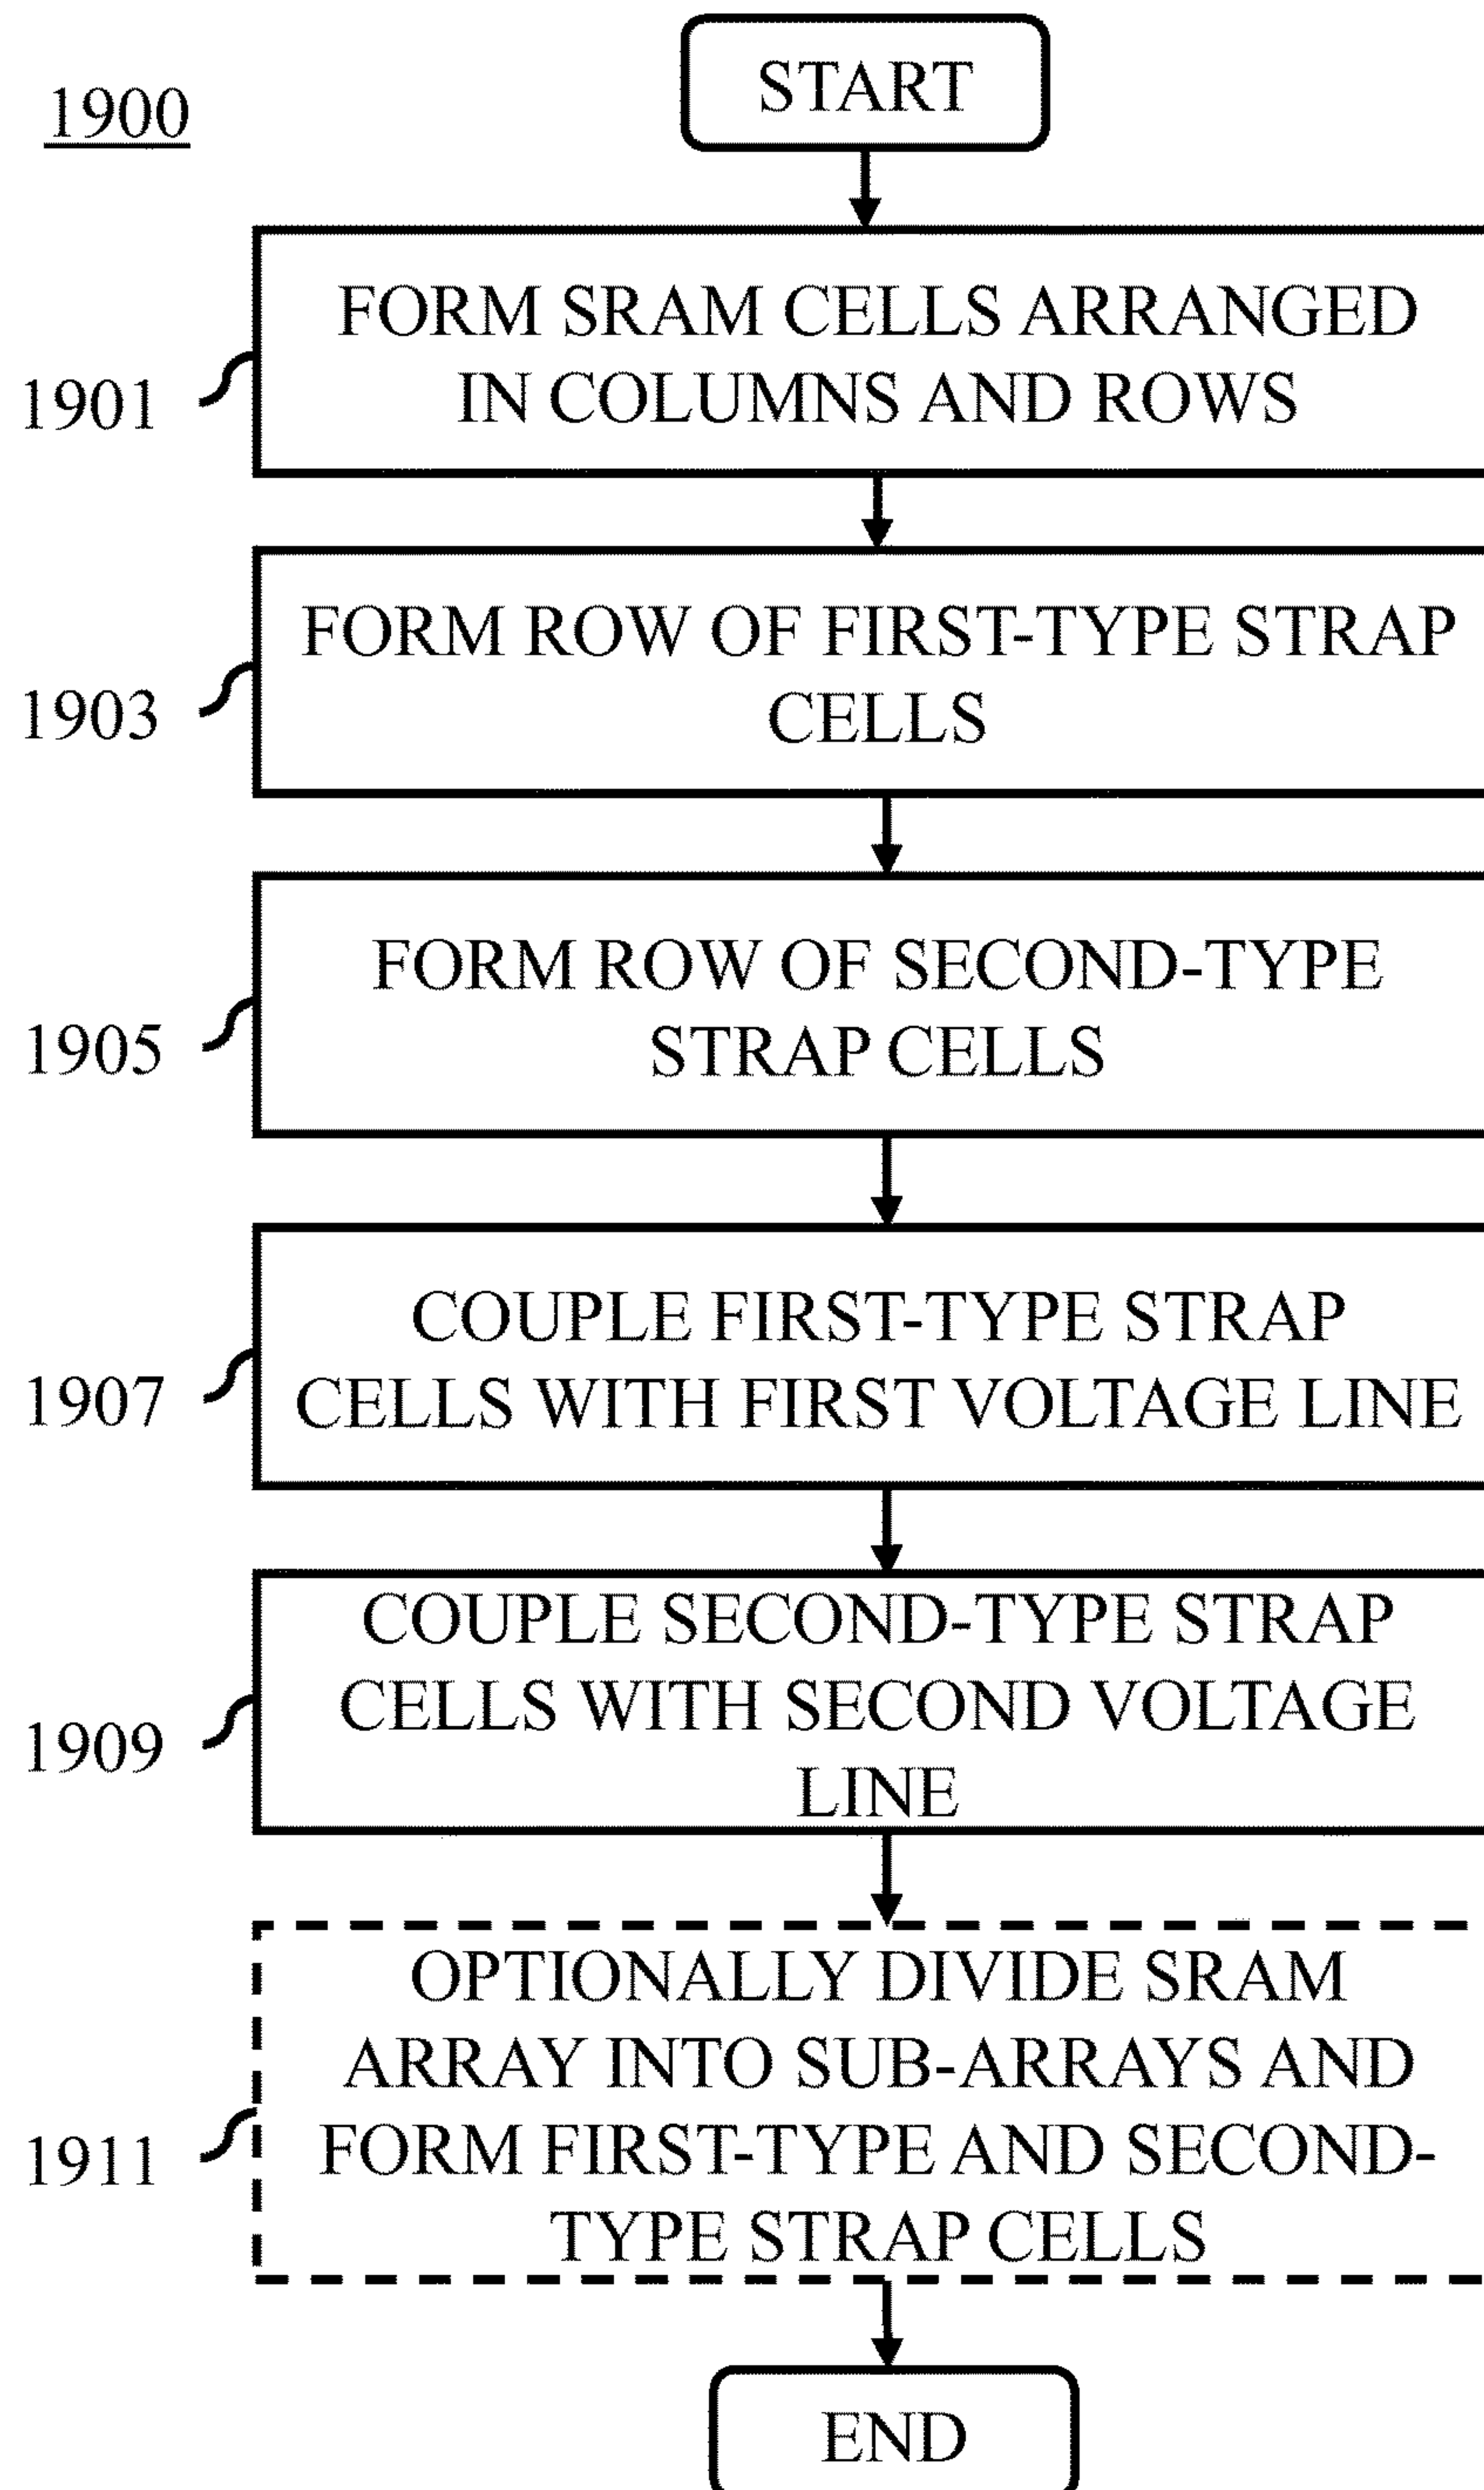 1900
START
FORM SRAM CELLS ARRANGED
IN COLUMNS AND ROWS
1901
FORM ROW OF FIRST-TYPE STRAP
CELLS
1903
FORM ROW OF SECOND-TYPE
STRAP CELLS
1905
COUPLE FIRST-TYPE STRAP
CELLS WITH FIRST VOLTAGE LINE
1907
COUPLE SECOND-TYPE STRAP
CELLS WITH SECOND VOLTAGE
LINE
1909
OPTIONALLY DIVIDE SRAM
ARRAY INTO SUB-ARRAYS AND
FORM FIRST-TYPE AND SECOND-
TYPE STRAP CELLS
1911
END